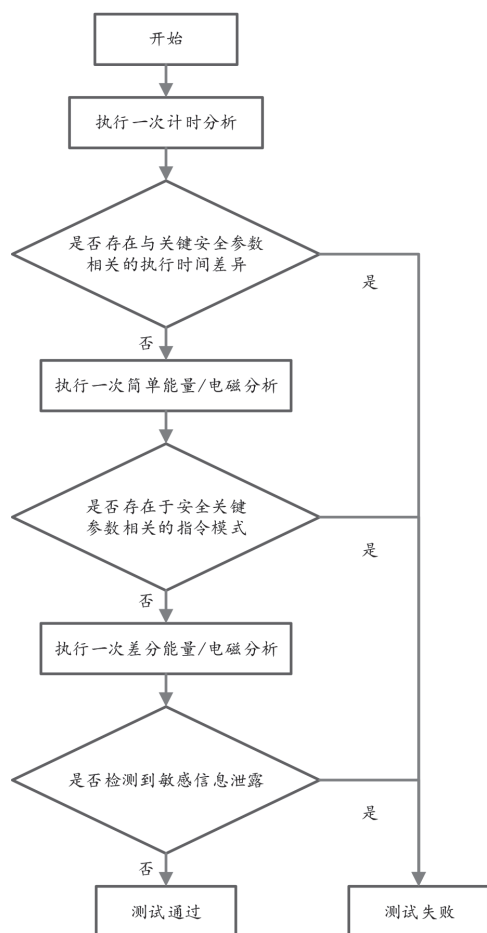 开始
执行一次计时分析
是否存在与关键安全参数
相关的执行时间差异
是
否
执行一次简单能量/电磁分析
是否存在于安全关键
参数相关的指令模式
是
否
执行一次差分能量/电磁分析
是否检测到敏感信息泄露
是
否
测试通过
测试失败